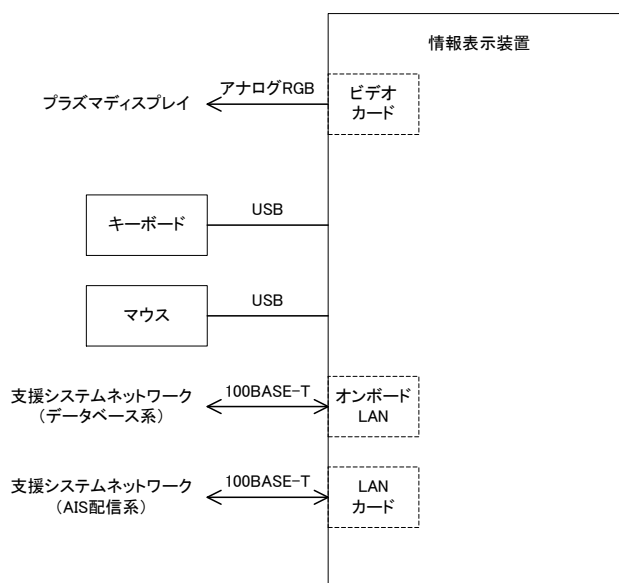 情報表示装置
プラズマディスプレイ
アナログRGB
ビデオ
カード
キーボード
USB
マウス
USB
支援システムネットワーク
（データベース系）
100BASE-T
オンボード
LAN
支援システムネットワーク
（AIS配信系）
100BASE-T
LAN
カード